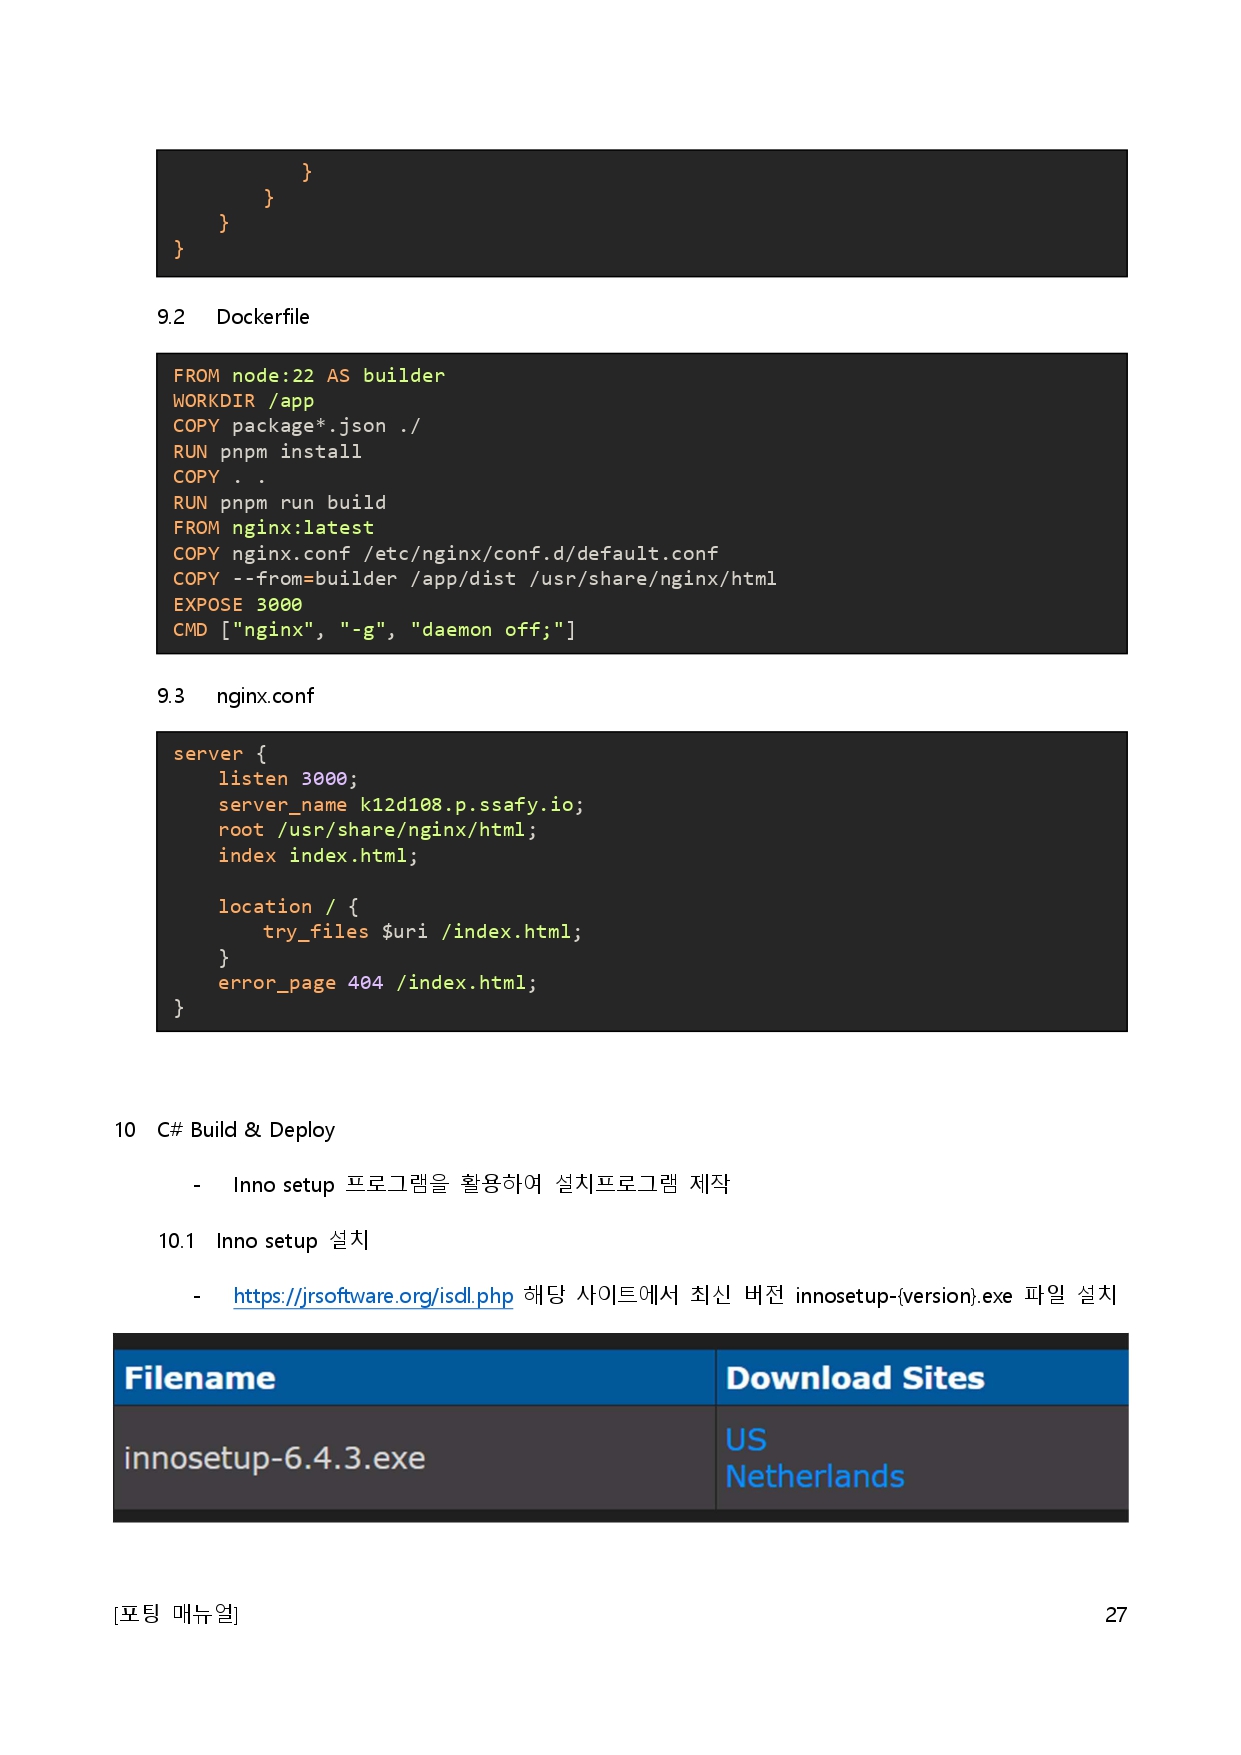 }
}
}
}
9.2 Dockerfile
FROM node:22 AS builder
WORKDIR /app
COPY package*.json ./
RUN pnpm install
COPY . .
RUN pnpm run build
FROM nginx:latest
COPY nginx.conf /etc/nginx/conf.d/default.conf
COPY --from=builder /app/dist /usr/share/nginx/html
EXPOSE 3000
CMD ["nginx", "-g", "daemon off;"]
9.3 nginx.conf
server {
listen 3000;
server_name k12d108.p.ssafy.io;
root /usr/share/nginx/html;
index index.html;
location / {
try_files $uri /index.html;
}
error_page 404 /index.html;
}
10 C# Build & Deploy
- Inno setup 프로그램을 활용하여 설치프로그램 제작
10.1 Inno setup 설치
- https://jrsoftware.org/isdl.php 해당 사이트에서 최신 버전 innosetup-{version}.exe 파일 설치
Filename Download Sites
innosetup-6.4.3.exe US
Netherlands
[포팅 매뉴얼] 27